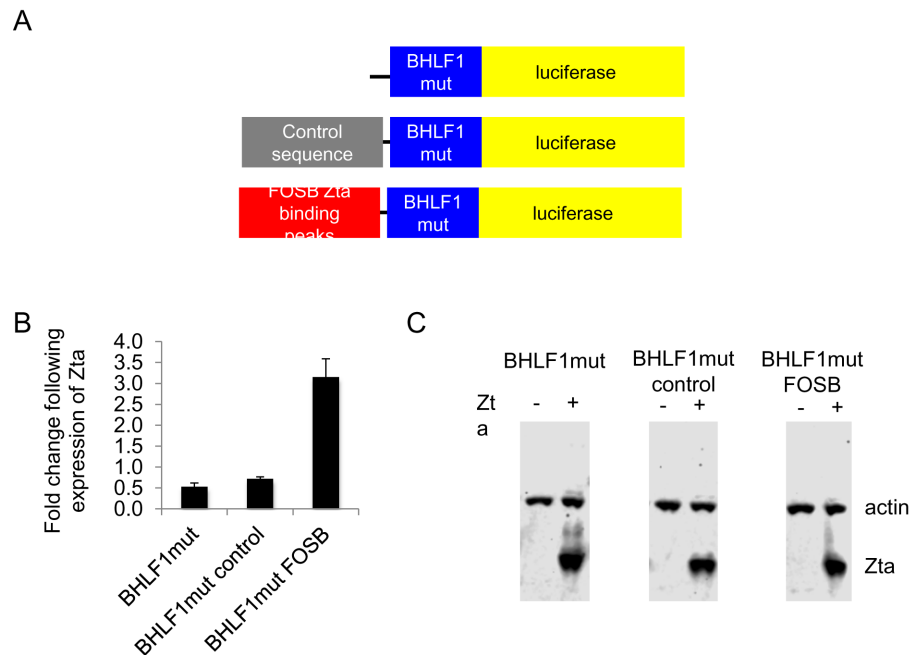 A
BHLF1
mut
luciferase
Control
sequence
BHLF1
mut
luciferase
FOSB Zta
binding
peaks
BHLF1
mut
luciferase
B
Fold change following
expression of Zta
4.0
3.5
3.0
2.5
2.0
1.5
1.0
0.5
0.0
BHLF1mut
BHLF1mut control
BHLF1mut FOSB
C
BHLF1mut
BHLF1mut
control
BHLF1mut
FOSB
Zt
a
- + - + - +
actin
Zta